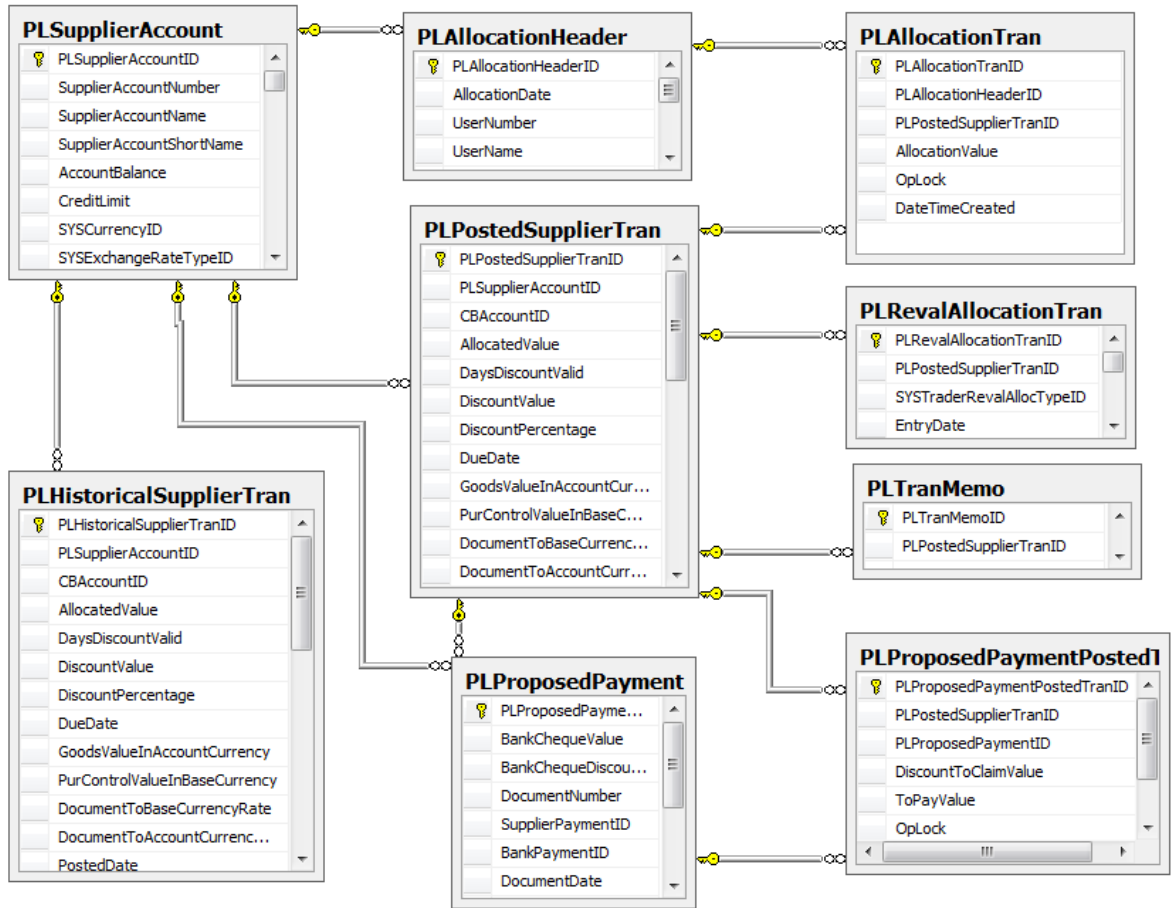 PLSupplierAccount
PLSupplierAccountID
SupplierAccountNumber
SupplierAccountName
SupplierAccountShortName
AccountBalance
CreditLimit
SYSCurrencyID
SYSExchangeRateTypeID
PLAllocationHeader
PLAllocationHeaderID
AllocationDate
UserNumber
UserName
PLAllocationTran
PLAllocationTranID
PLAllocationHeaderID
PLPostedSupplierTranID
AllocationValue
OpLock
DateTimeCreated
PLPostedSupplierTran
PLPostedSupplierTranID
PLSupplierAccountID
CBAccountID
AllocatedValue
DaysDiscountValid
DiscountValue
DiscountPercentage
DueDate
GoodsValueInAccountCur...
PurControlValueInBaseC...
DocumentToBaseCurrenc...
DocumentToAccountCurr...
PLRevalAllocationTran
PLRevalAllocationTranID
PLPostedSupplierTranID
SYSTraderRevalAllocTypeID
EntryDate
PLTranMemo
PLTranMemoID
PLPostedSupplierTranID
PLHistoricalSupplierTran
PLHistoricalSupplierTranID
PLSupplierAccountID
CBAccountID
AllocatedValue
DaysDiscountValid
DiscountValue
DiscountPercentage
DueDate
GoodsValueInAccountCurrency
PurControlValueInBaseCurrency
DocumentToBaseCurrencyRate
DocumentToAccountCurrenc...
PostedDate
PLProposedPayment
PLProposedPayme...
BankChequeValue
BankChequeDiscou...
DocumentNumber
SupplierPaymentID
BankPaymentID
DocumentDate
PLProposedPaymentPostedT
PLProposedPaymentPostedTranID
PLPostedSupplierTranID
PLProposedPaymentID
DiscountToClaimValue
ToPayValue
OpLock